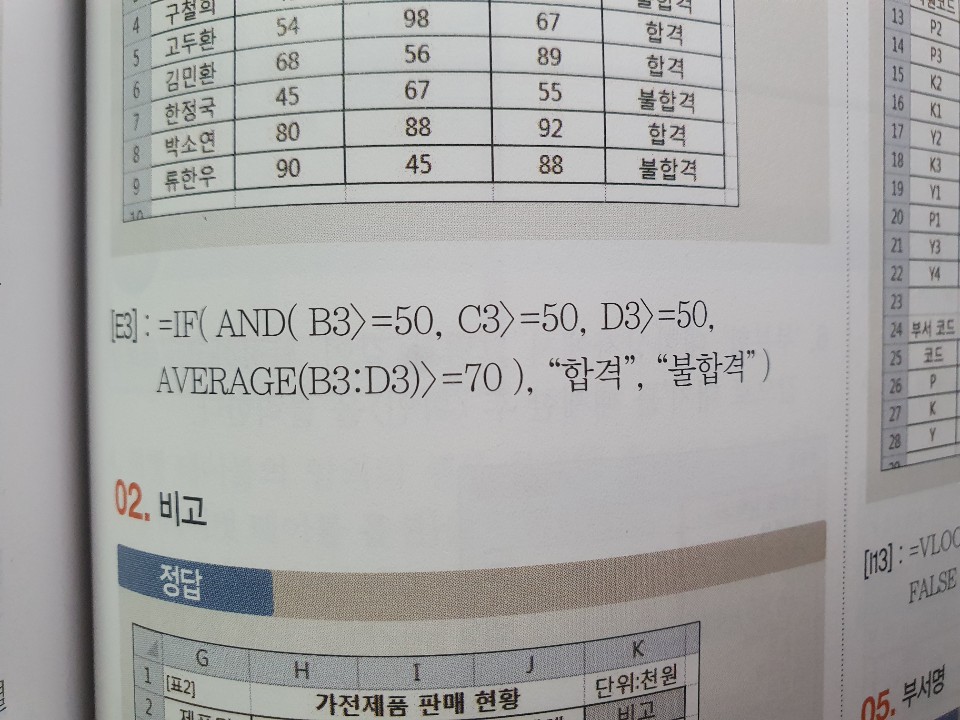 4 구철희 54 98 67 합격
5 고두환 68 56 89 합격
6 김민환 45 67 55 불합격
7 한정국 80 88 92 합격
8 박소연 90 45 88 불합격
9 류한우
10
[E3] : =IF( AND( B3>=50, C3>=50, D3>=50,
AVERAGE(B3:D3)>=70 ), “합격”, “불합격” )
02. 비고
정답
G H I J K
1 [표2] 단위:천원
2 가전제품 판매 현황
비고
13 P2
14 P3
15 K2
16 K1
17 Y2
18 K3
19 Y1
20 P1
21 Y3
22 Y4
23
24 부서 코드
25 코드
26 P
27 K
28 Y
29
[I13] : =VLOO
FALSE
05. 부서명